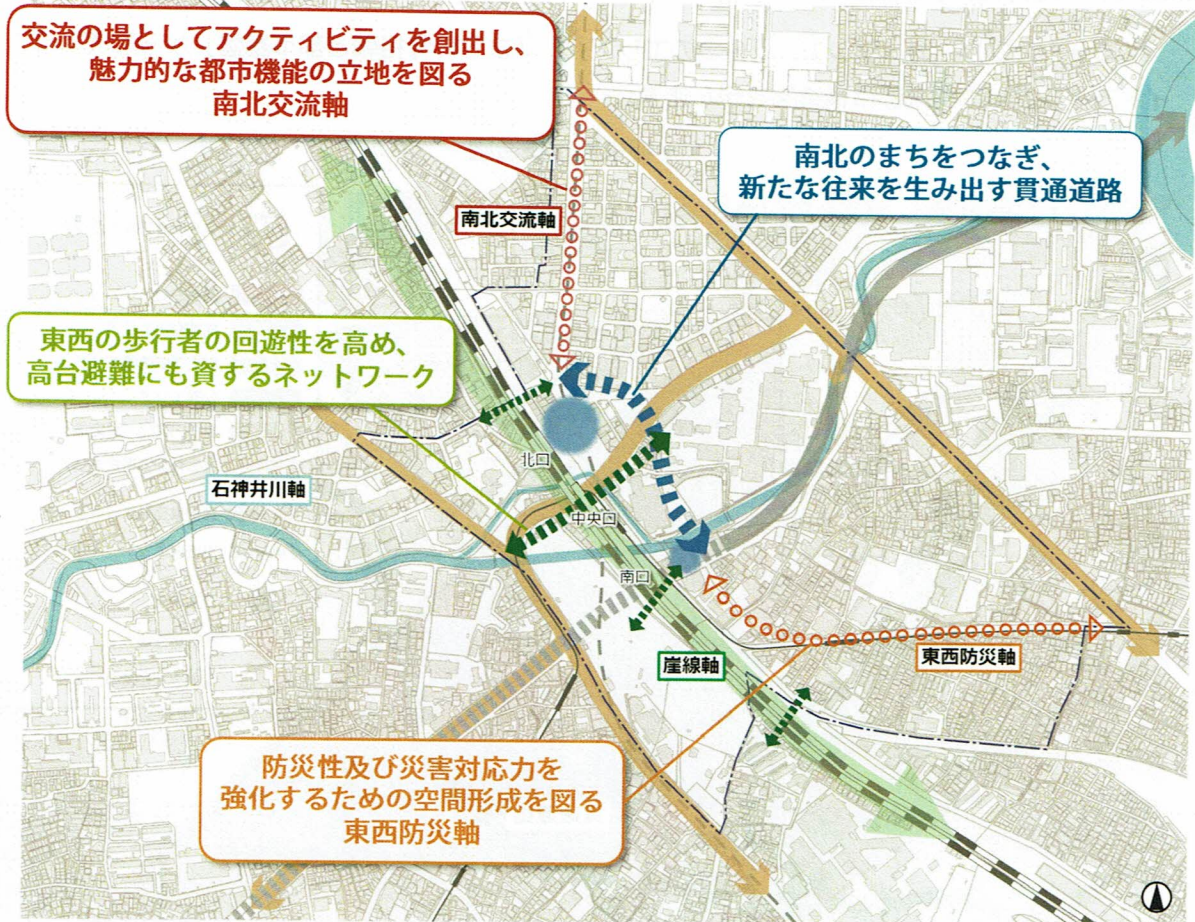 交流の場としてアクティビティを創出し、
魅力的な都市機能の立地を図る
南北交流軸
南北のまちをつなぎ、
新たな往来を生み出す貫通道路
南北交流軸
東西の歩行者の回遊性を高め、
高台避難にも資するネットワーク
北口
石神井川軸
中央口
南口
崖線軸
東西防災軸
防災性及び災害対応力を
強化するための空間形成を図る
東西防災軸